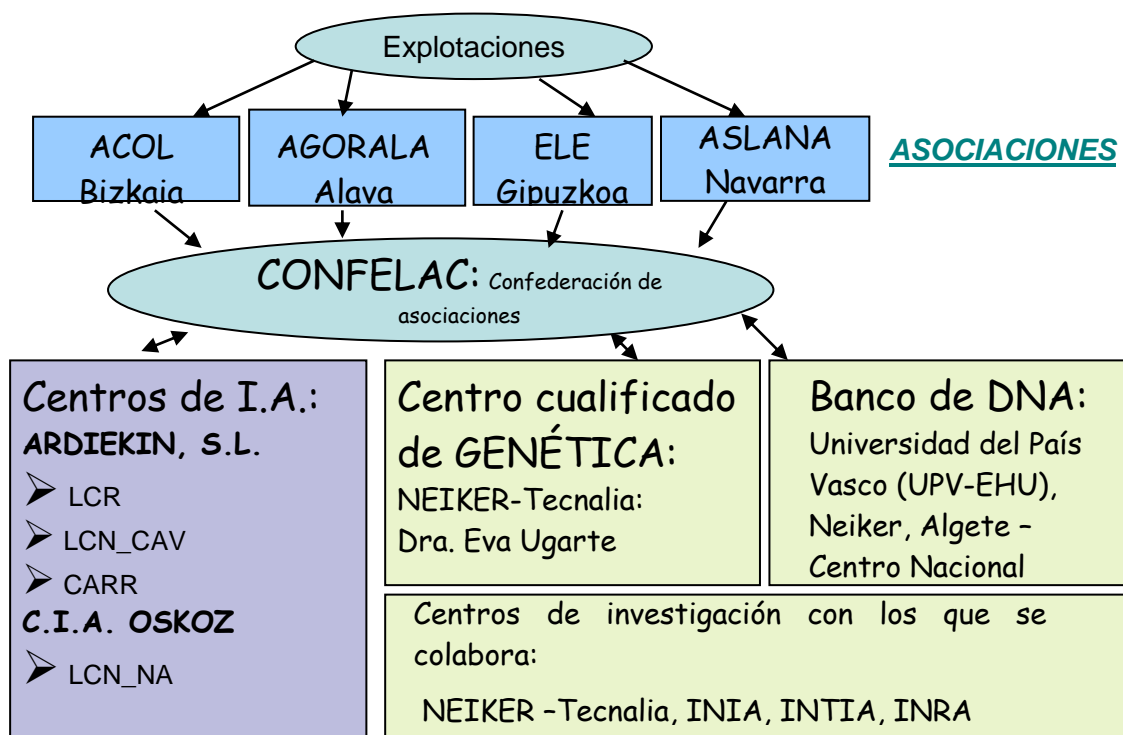 Explotaciones
ACOL
Bizkaia
AGORALA
Alava
ELE
Gipuzkoa
ASLANA
Navarra
ASOCIACIONES
CONFELAC: Confederación de
asociaciones
Centros de I.A.:
ARDIEKIN, S.L.
➢ LCR
➢ LCN_CAV
➢ CARR
C.I.A. OSKOZ
➢ LCN_NA
Centro cualificado
de GENÉTICA:
NEIKER-Tecnalia:
Dra. Eva Ugarte
Banco de DNA:
Universidad del País
Vasco (UPV-EHU),
Neiker, Algete –
Centro Nacional
Centros de investigación con los que se
colabora:
NEIKER –Tecnalia, INIA, INTIA, INRA